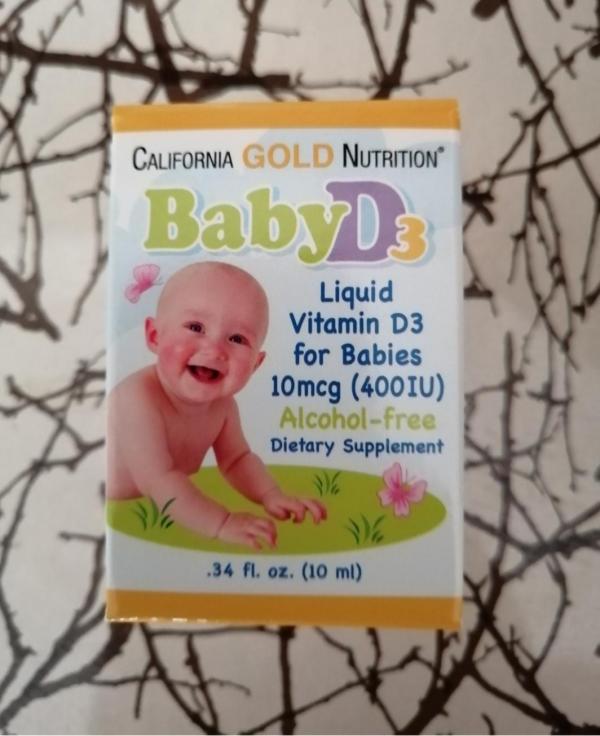 CALIFORNIA GOLD NUTRITION®
BabyD3
Liquid
Vitamin D3
for Babies
10mcg (400IU)
Alcohol-free
Dietary Supplement
.34 fl. oz. (10 ml)